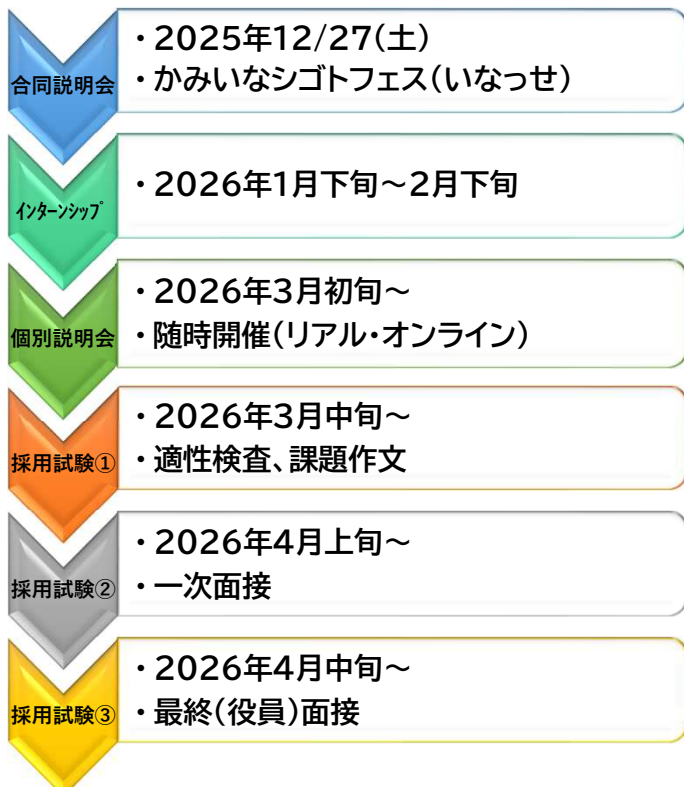 合同説明会
・2025年12/27(土)
・かみいなシゴトフェス(いなっせ)
ｲﾝﾀｰﾝｼｯﾌﾟ
・2026年1月下旬～2月下旬
個別説明会
・2026年3月初旬～
・随時開催(リアル・オンライン)
採用試験①
・2026年3月中旬～
・適性検査、課題作文
採用試験②
・2026年4月上旬～
・一次面接
採用試験③
・2026年4月中旬～
・最終(役員)面接